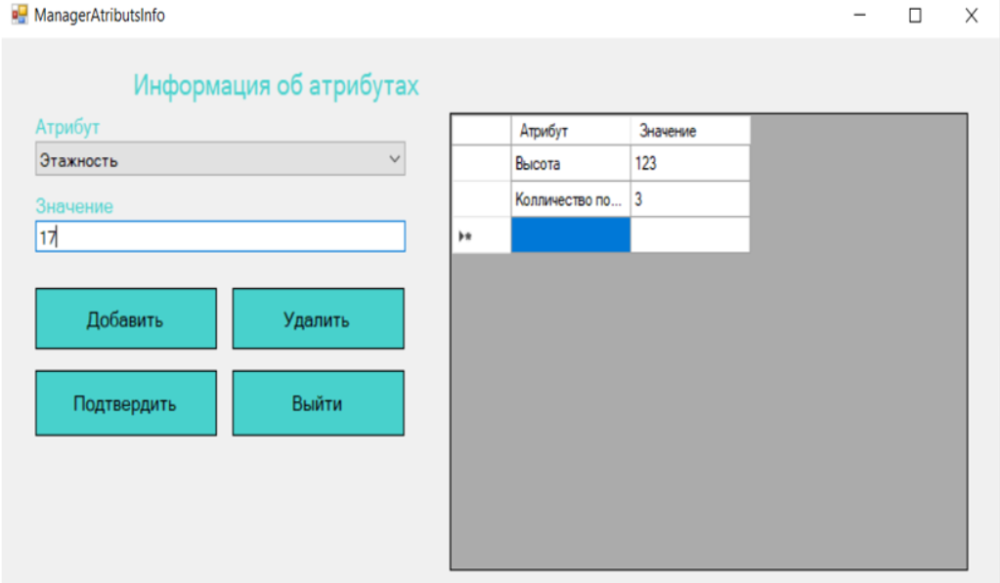 ManagerAtributsInfo
Информация об атрибутах
Атрибут
Этажность
Значение
17
Добавить
Удалить
Подтвердить
Выйти
Атрибут Значение
Высота 123
Колличество по... 3